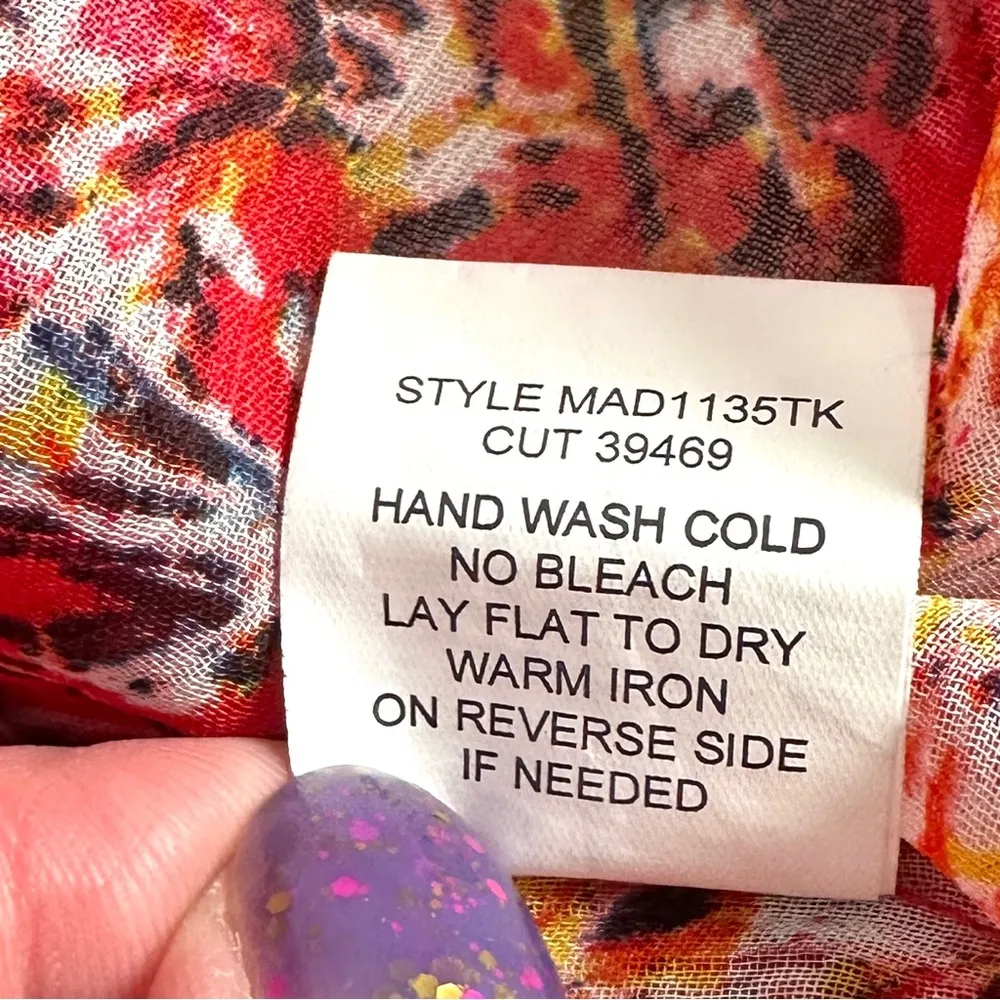 STYLE MAD1135TK
CUT 39469
HAND WASH COLD
NO BLEACH
LAY FLAT TO DRY
WARM IRON
ON REVERSE SIDE
IF NEEDED